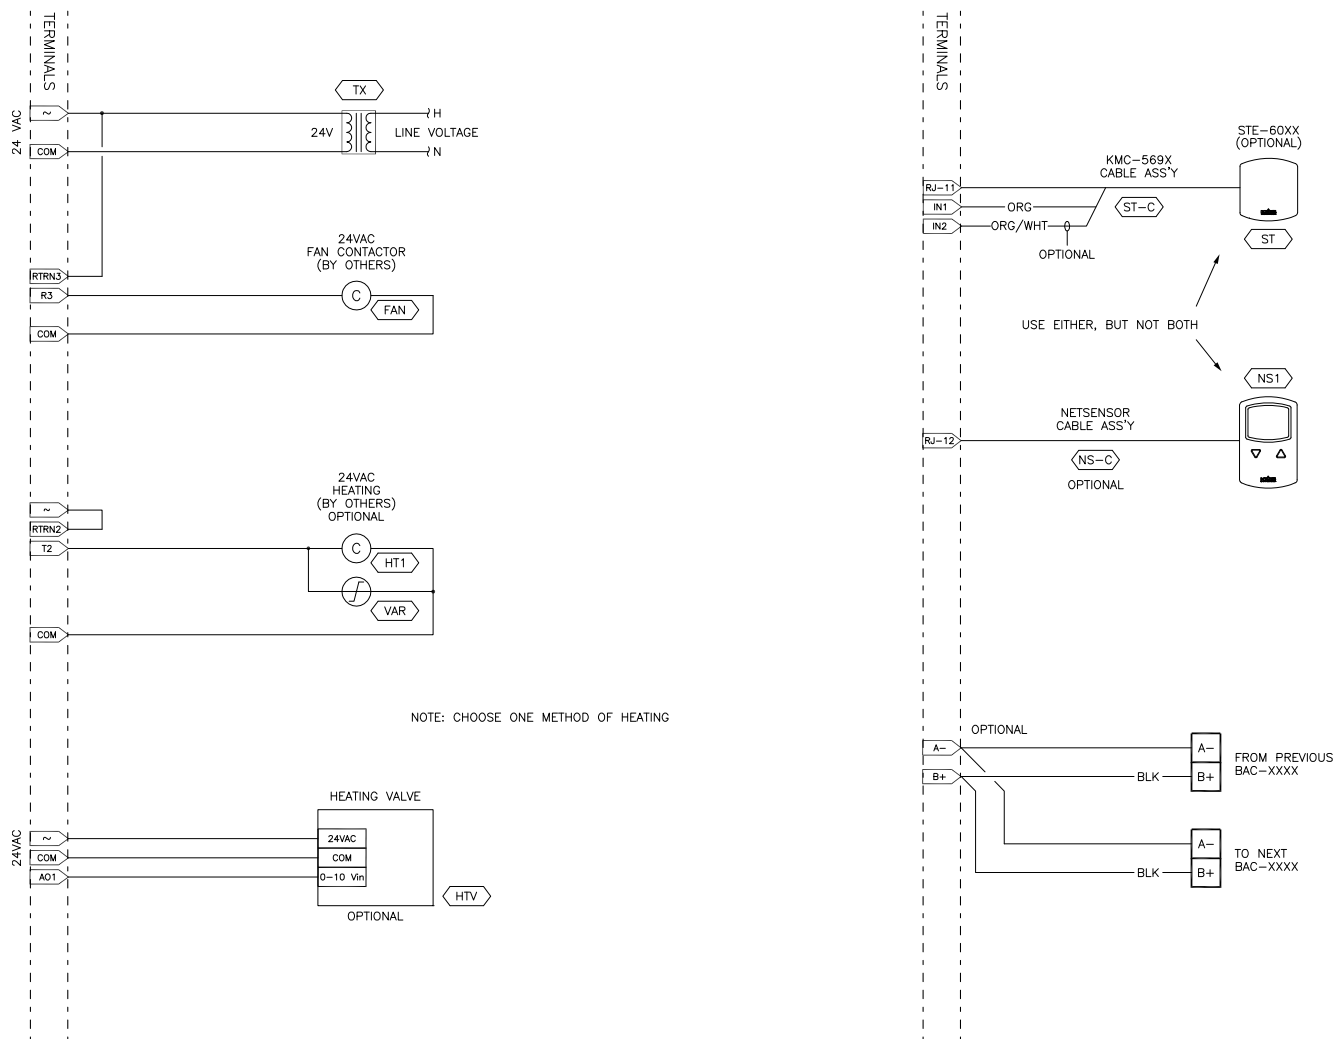 TERMINALS
24 VAC
~
COM
TX
24V
H
LINE VOLTAGE
N
RTRN3
R3
COM
24VAC
FAN CONTACTOR
(BY OTHERS)
C
FAN
~
RTRN2
T2
COM
24VAC
HEATING
(BY OTHERS)
OPTIONAL
C
HT1
VAR
NOTE: CHOOSE ONE METHOD OF HEATING
24VAC
~
COM
AO1
HEATING VALVE
24VAC
COM
0-10 Vin
HTV
OPTIONAL
TERMINALS
RJ-11
IN1
IN2
ORG
ORG/WHT
OPTIONAL
KMC-569X
CABLE ASS'Y
ST-C
STE-60XX
(OPTIONAL)
ST
USE EITHER, BUT NOT BOTH
NS1
RJ-12
NETSENSOR
CABLE ASS'Y
NS-C
OPTIONAL
OPTIONAL
A-
B+
BLK
A-
B+
FROM PREVIOUS
BAC-XXXX
BLK
A-
B+
TO NEXT
BAC-XXXX